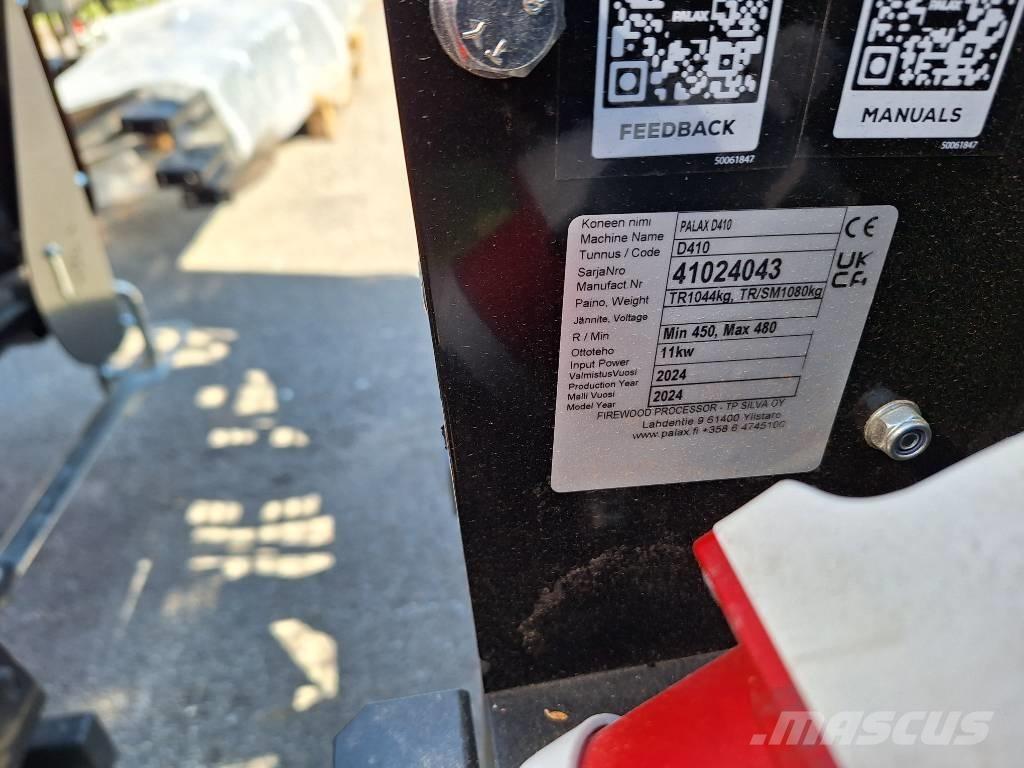 PALAX
FEEDBACK
50061847
PALAX
MANUALS
50061847
Koneen nimi PALAX D410
Machine Name
Tunnus / Code D410
SarjaNro 41024043
Manufact.Nr
Paino, Weight TR1044kg, TR/SM1080kg
Jännite, Voltage
R / Min Min 450, Max 480
Ottoteho 11kw
Input Power
ValmistusVuosi 2024
Production Year
Malli Vuosi 2024
Model Year
FIREWOOD PROCESSOR - TP SILVA OY
Lahdentie 9 61400 Ylistaro
www.palax.fi +358 6 4745100
CE
UK
CA
MASCUS